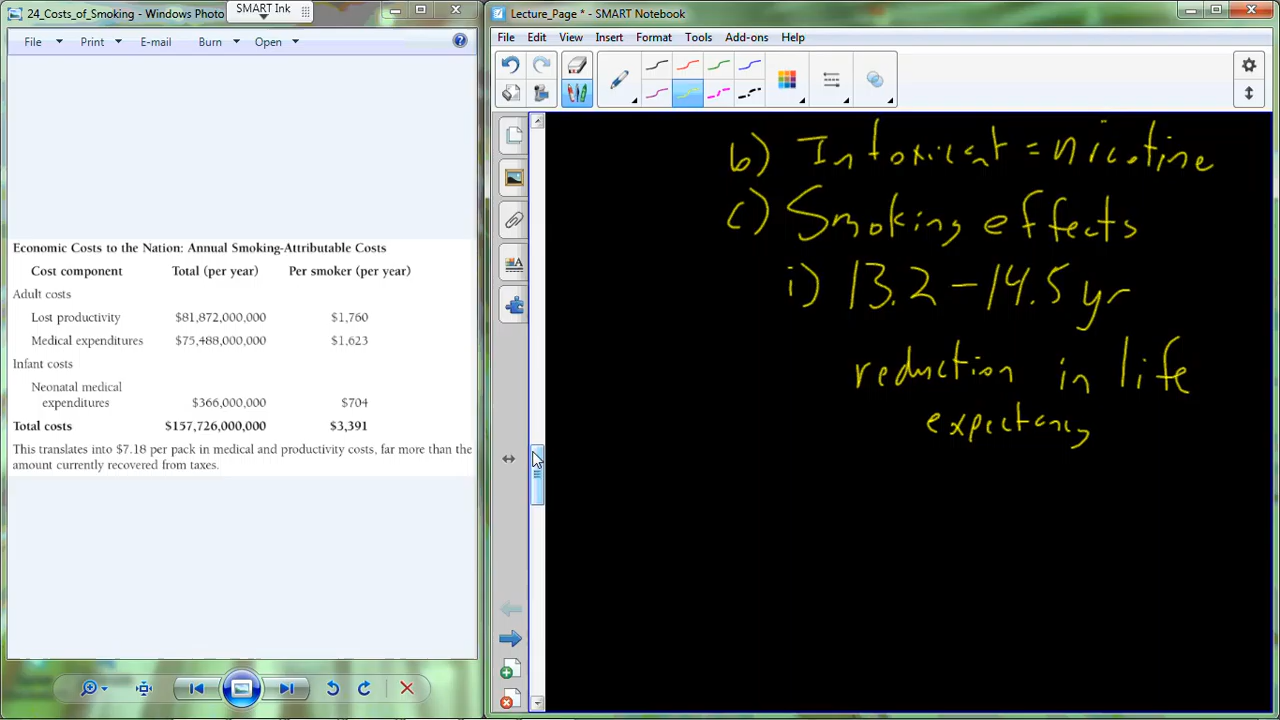 24_Costs_of_Smoking - Windows Photo
SMART Ink
File Print E-mail Burn Open
Economic Costs to the Nation: Annual Smoking-Attributable Costs
Cost component Total (per year) Per smoker (per year)
Adult costs
Lost productivity $81,872,000,000 $1,760
Medical expenditures $75,488,000,000 $1,623
Infant costs
Neonatal medical
expenditures $366,000,000 $704
Total costs $157,726,000,000 $3,391
This translates into $7.18 per pack in medical and productivity costs, far more than the
amount currently recovered from taxes.
Lecture_Page * - SMART Notebook
File Edit View Insert Format Tools Add-ons Help
b) Intoxicant = nicotine
c) Smoking effects
i) 13.2 - 14.5 yr
reduction in life
expectancy